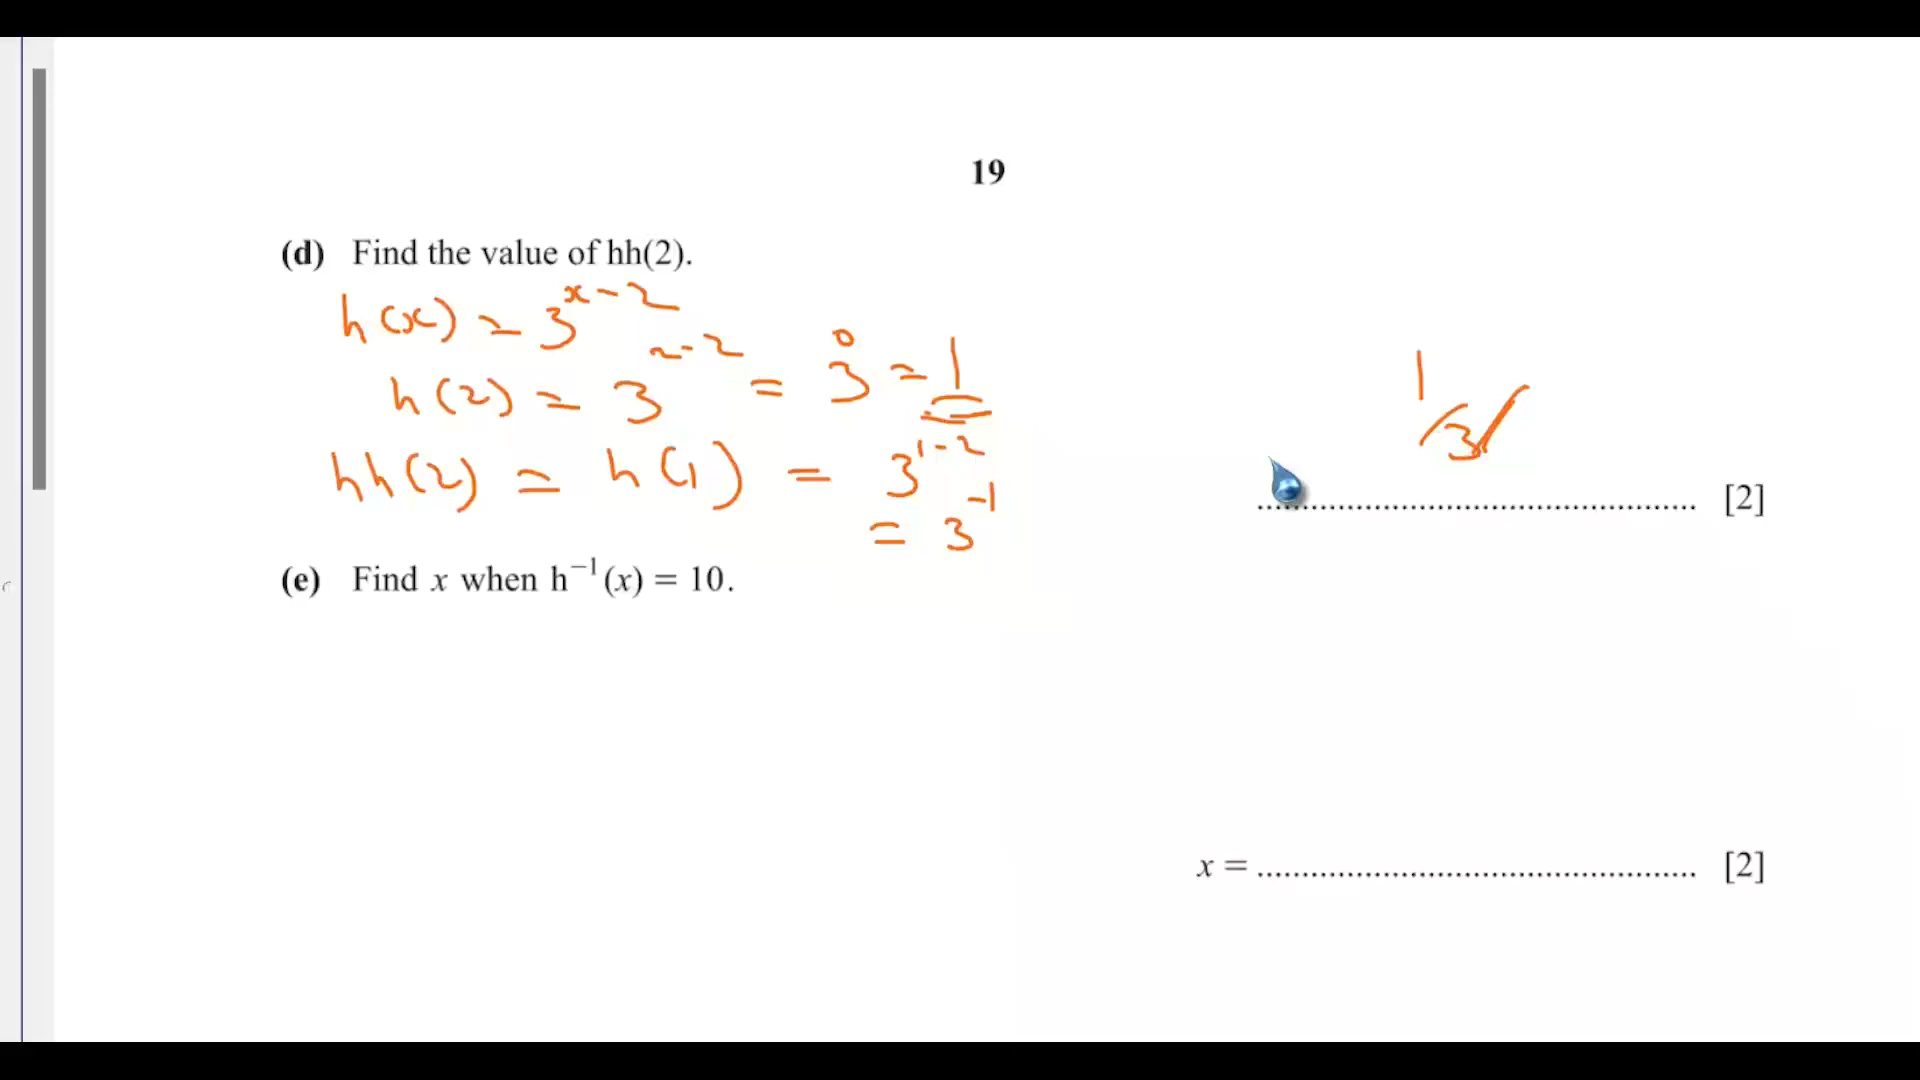 19
(d) Find the value of hh(2).
h(x) = 3^{x-2}
h(2) = 3^{2-2} = 3^0 = 1
1/3
hh(2) = h(1) = 3^{1-2}
= 3^{-1}
.................................................. [2]
(e) Find x when h^{-1}(x) = 10.
x = .................................................. [2]